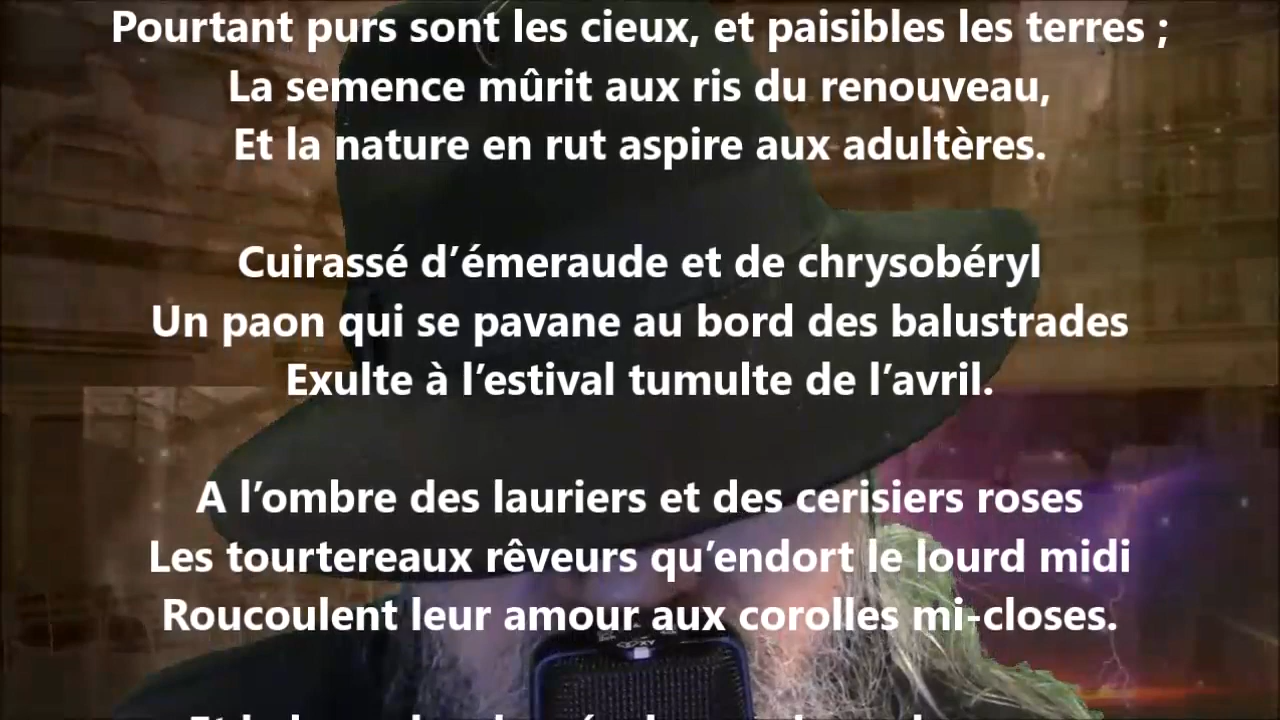 Pourtant purs sont les cieux, et paisibles les terres ;
La semence mûrit aux ris du renouveau,
Et la nature en rut aspire aux adultères.
Cuirassé d’émeraude et de chrysobéryl
Un paon qui se pavane au bord des balustrades
Exulte à l’estival tumulte de l’avril.
A l’ombre des lauriers et des cerisiers roses
Les tourtereaux rêveurs qu’endort le lourd midi
Roucoulent leur amour aux corolles mi-closes.